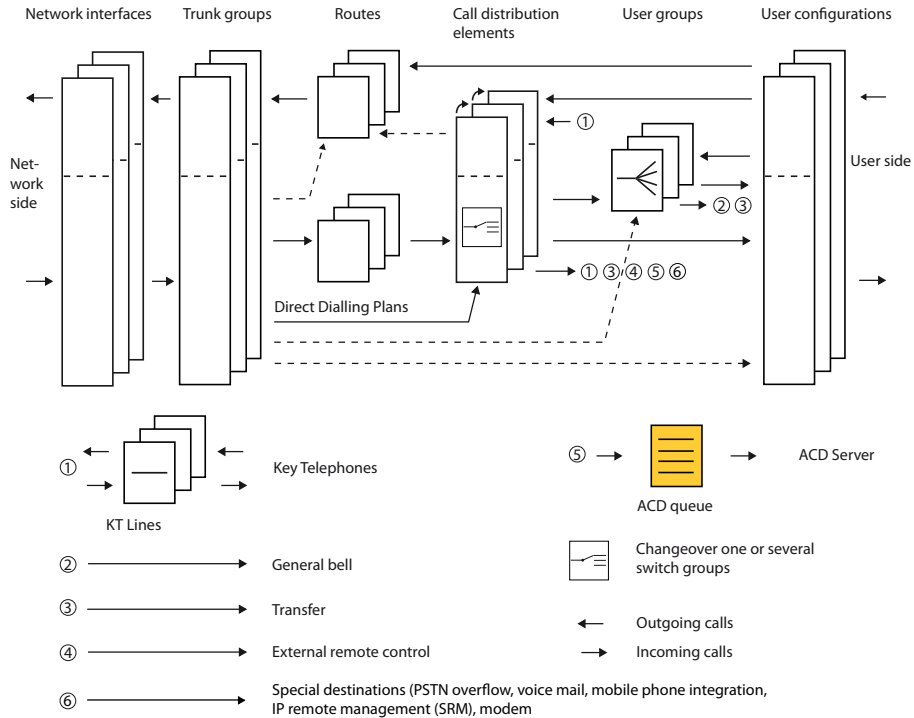 Network interfaces
Trunk groups
Routes
Call distribution
elements
User groups
User configurations
①
Net-
work
side
User side
② ③
① ③ ④ ⑤ ⑥
Direct Dialling Plans
①
Key Telephones
KT Lines
⑤
ACD Server
ACD queue
②
General bell
Changeover one or several
switch groups
③
Transfer
Outgoing calls
④
External remote control
Incoming calls
⑥
Special destinations (PSTN overflow, voice mail, mobile phone integration,
IP remote management (SRM), modem